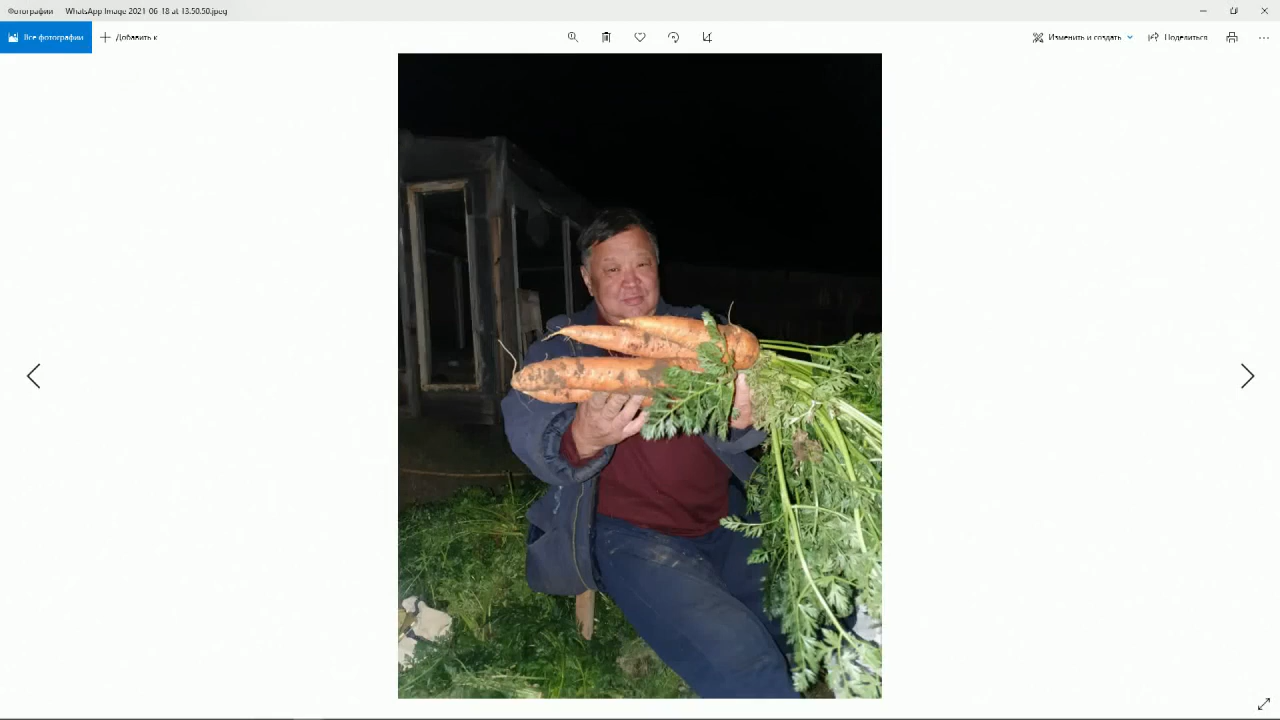 Фотографии - WhatsApp Image 2021-06-18 at 13.50.50.jpeg
Все фотографии
Добавить к
Изменить и создать
Поделиться